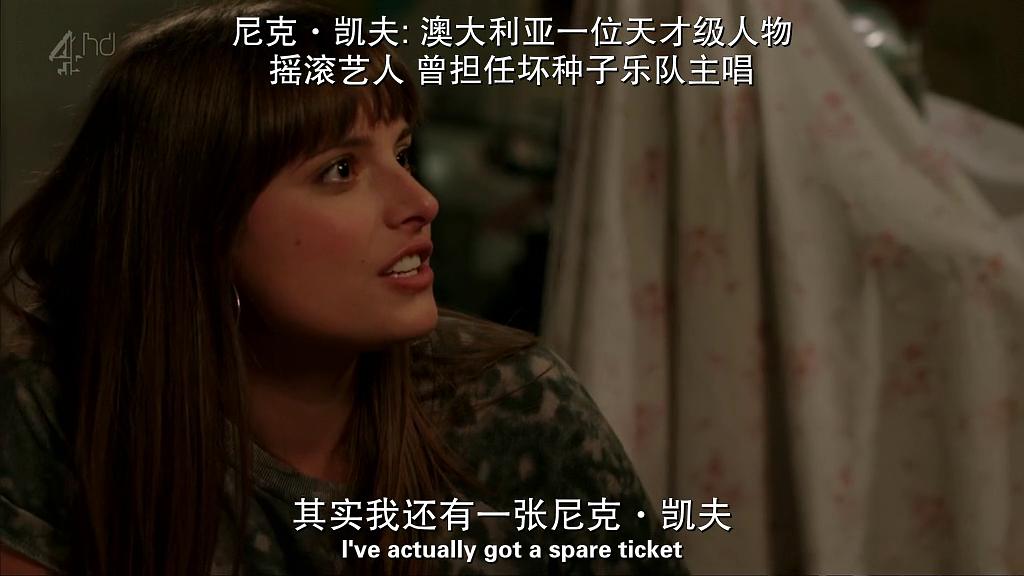 4hd
尼克·凯夫: 澳大利亚一位天才级人物
摇滚艺人 曾担任坏种子乐队主唱
其实我还有一张尼克·凯夫
I've actually got a spare ticket